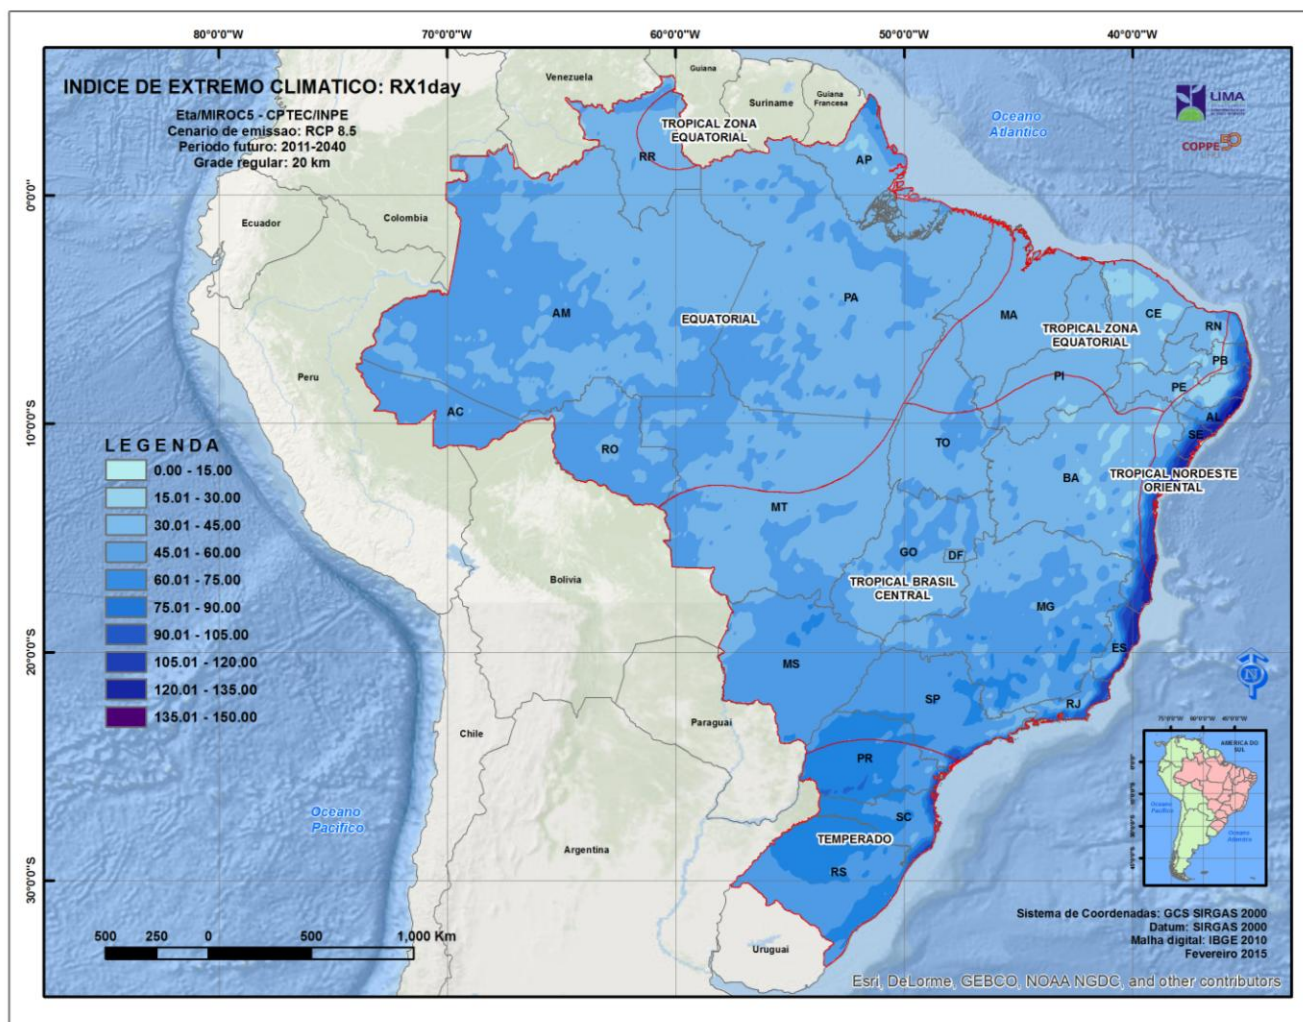 80°0'0"W 70°0'0"W 60°0'0"W 50°0'0"W 40°0'0"W
INDICE DE EXTREMO CLIMATICO: RX1day
Eta/MIROC5 - CPTEC/INPE
Cenario de emissao: RCP 8.5
Periodo futuro: 2011-2040
Grade regular: 20 km
Venezuela
Guiana
Suriname
Guiana
Francesa
Oceano
Atlantico
LIMA
COPPE
TROPICAL ZONA
EQUATORIAL
RR
AP
0°0'0"
Ecuador
Colombia
AM
EQUATORIAL
PA
MA
TROPICAL ZONA
EQUATORIAL
CE
RN
PB
PI
PE
AL
SE
Peru
AC
10°0'0"S
RO
TO
BA
TROPICAL NORDESTE
ORIENTAL
MT
GO
DF
TROPICAL BRASIL
CENTRAL
MG
ES
Bolivia
L E G E N D A
0.00 - 15.00
15.01 - 30.00
30.01 - 45.00
45.01 - 60.00
60.01 - 75.00
75.01 - 90.00
90.01 - 105.00
105.01 - 120.00
120.01 - 135.00
135.01 - 150.00
20°0'0"S
MS
SP
RJ
N
Paraguai
Chile
PR
SC
TEMPERADO
RS
Oceano
Pacifico
Argentina
30°0'0"S
Uruguai
AMERICA DO
SUL
Oceano
Pacifico
Oceano
Atlantico
500 250 0 500 1,000 Km
Sistema de Coordenadas: GCS SIRGAS 2000
Datum: SIRGAS 2000
Malha digital: IBGE 2010
Fevereiro 2015
Esri, DeLorme, GEBCO, NOAA NGDC, and other contributors